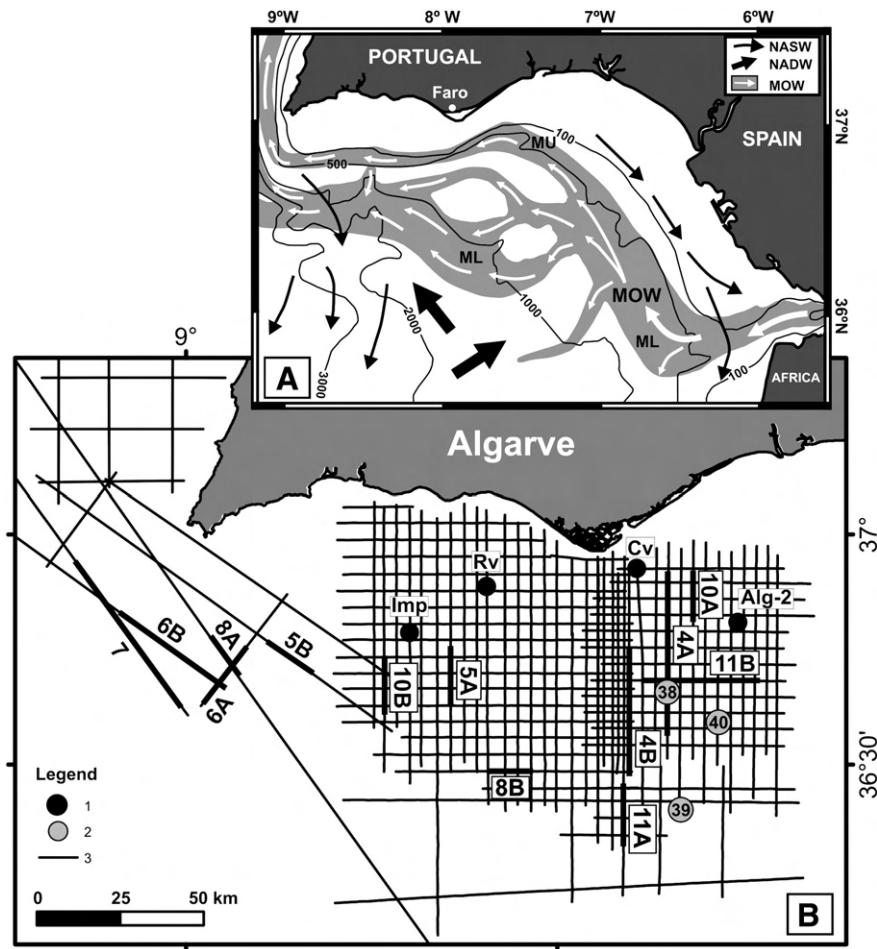 9°W 8° W 7°W 6°W
PORTUGAL
NASW
NADW
MOW
Faro
37°N
SPAIN
100
MU
500
ML
MOW
1000
2000
3000
ML
36°N
100
A
AFRICA
9°
Algarve
37°
Cv
Rv
10A
Alg-2
Imp
4A
6B
8A
5B
11B
7
6A
10B
5A
38
40
4B
36°30'
8B
39
11A
Legend
1
2
3
0 25 50 km
B